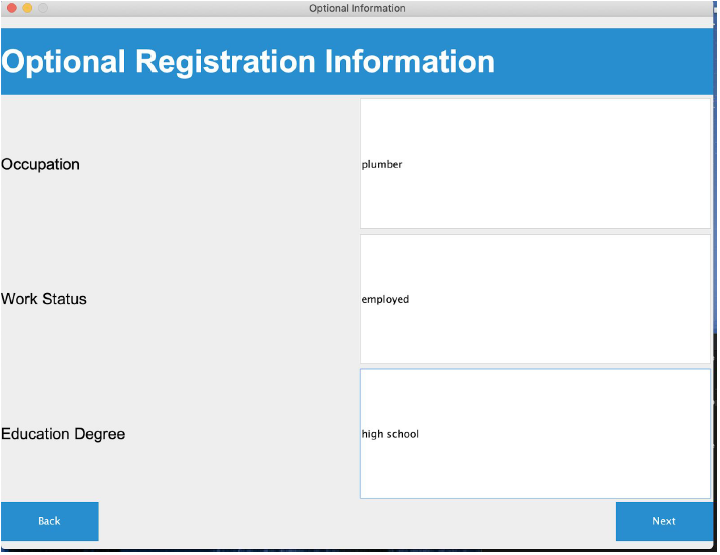 Optional Information
Optional Registration Information
Occupation
plumber
Work Status
employed
Education Degree
high school
Back
Next